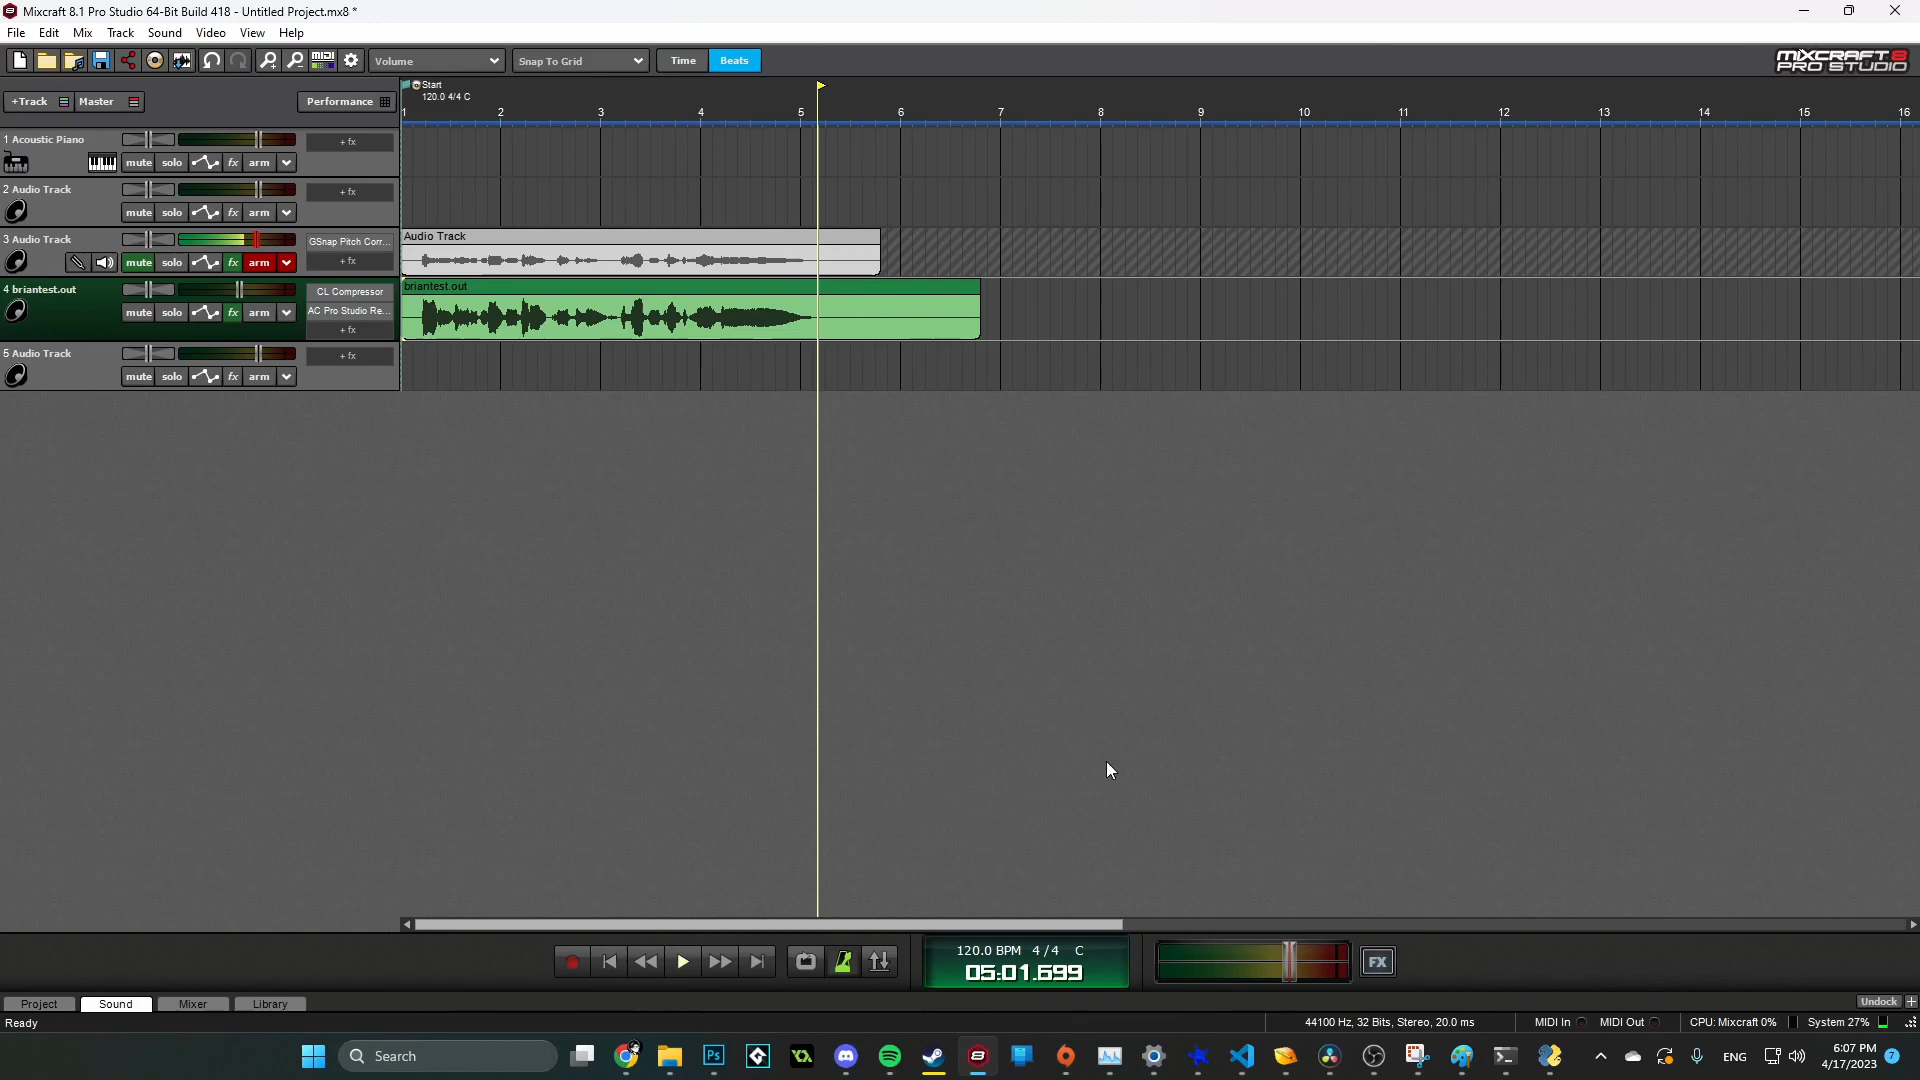 Mixcraft 8.1 Pro Studio 64-Bit Build 418 - Untitled Project.mx8 *
File Edit Mix Track Sound Video View Help
Volume Snap To Grid Time Beats
MIXCRAFT 8
PRO STUDIO
+Track Master Performance
Start
120.0 4/4 C
1 2 3 4 5 6 7 8 9 10 11 12 13 14 15 16
1 Acoustic Piano + fx
mute solo fx arm
2 Audio Track + fx
mute solo fx arm
3 Audio Track GSnap Pitch Corr...
mute solo fx arm + fx
Audio Track
4 briantest.out CL Compressor
mute solo fx arm AC Pro Studio Re...
+ fx
briantest.out
5 Audio Track + fx
mute solo fx arm
120.0 BPM 4/4 C
05:01.699
FX
Project Sound Mixer Library Undock
Ready 44100 Hz, 32 Bits, Stereo, 20.0 ms MIDI In MIDI Out CPU: Mixcraft 0% System 27%
Search Ps 8 ENG 6:07 PM
4/17/2023 7